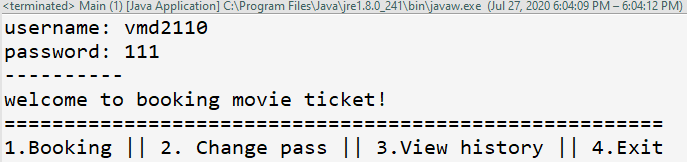 <terminated> Main (1) [Java Application] C:\Program Files\Java\jre1.8.0_241\bin\javaw.exe (Jul 27, 2020 6:04:09 PM – 6:04:12 PM)
username: vmd2110
password: 111
----------
welcome to booking movie ticket!
========================================================
1.Booking || 2. Change pass || 3.View history || 4.Exit